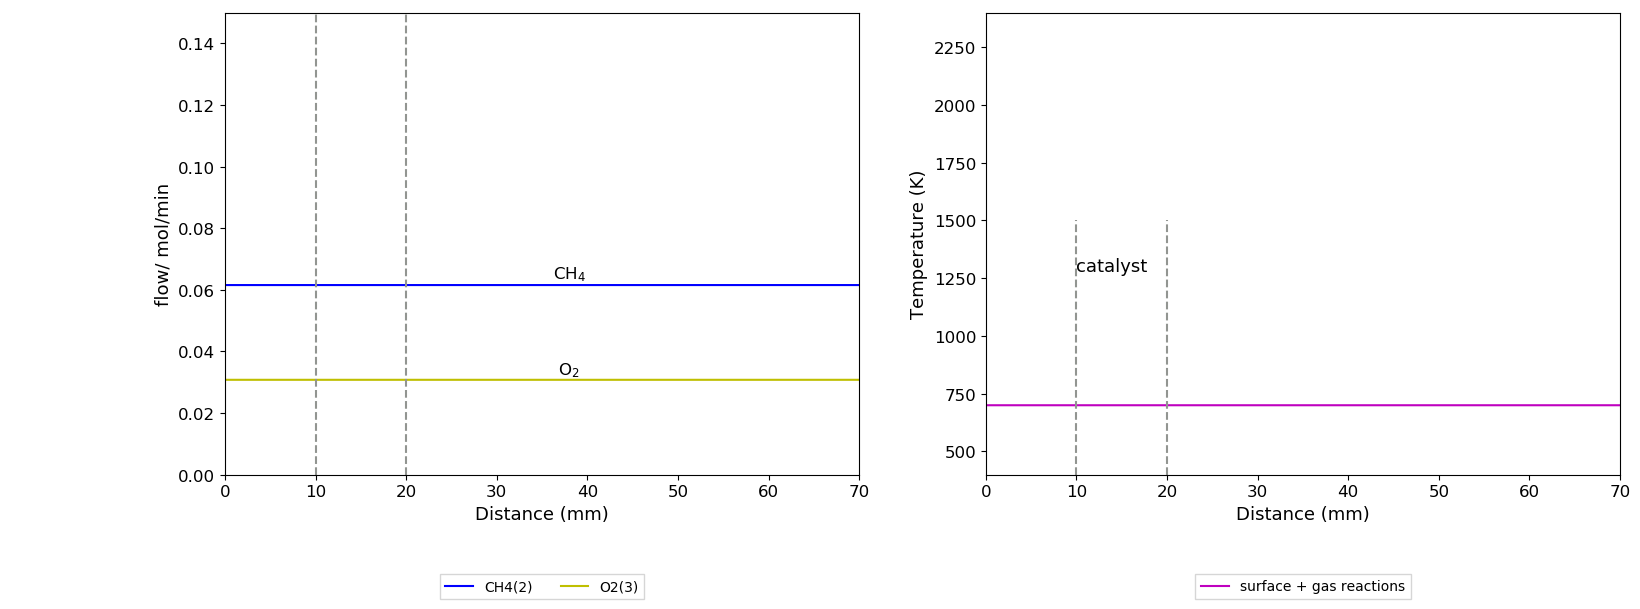 0.14
0.12
0.10
0.08
0.06
0.04
0.02
0.00
flow/ mol/min
CH₄
O₂
0 10 20 30 40 50 60 70
Distance (mm)
CH4(2) O2(3)
2250
2000
1750
1500
1250
1000
750
500
Temperature (K)
catalyst
0 10 20 30 40 50 60 70
Distance (mm)
surface + gas reactions